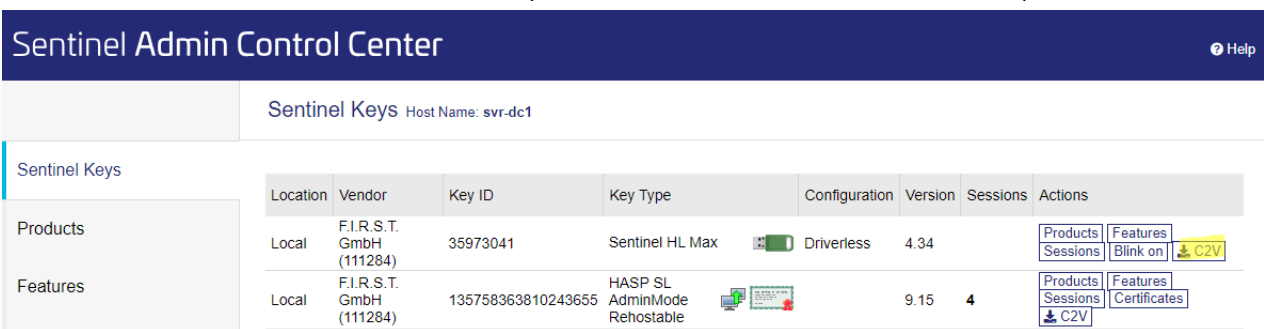 Sentinel Admin Control Center
Help
Sentinel Keys Host Name: svr-dc1
Sentinel Keys
Products
Features
Location Vendor Key ID Key Type Configuration Version Sessions Actions
Local F.I.R.S.T. GmbH (111284) 35973041 Sentinel HL Max Driverless 4.34 Products Features Sessions Blink on C2V
Local F.I.R.S.T. GmbH (111284) 135758363810243655 HASP SL AdminMode Rehostable 9.15 4 Products Features Sessions Certificates C2V